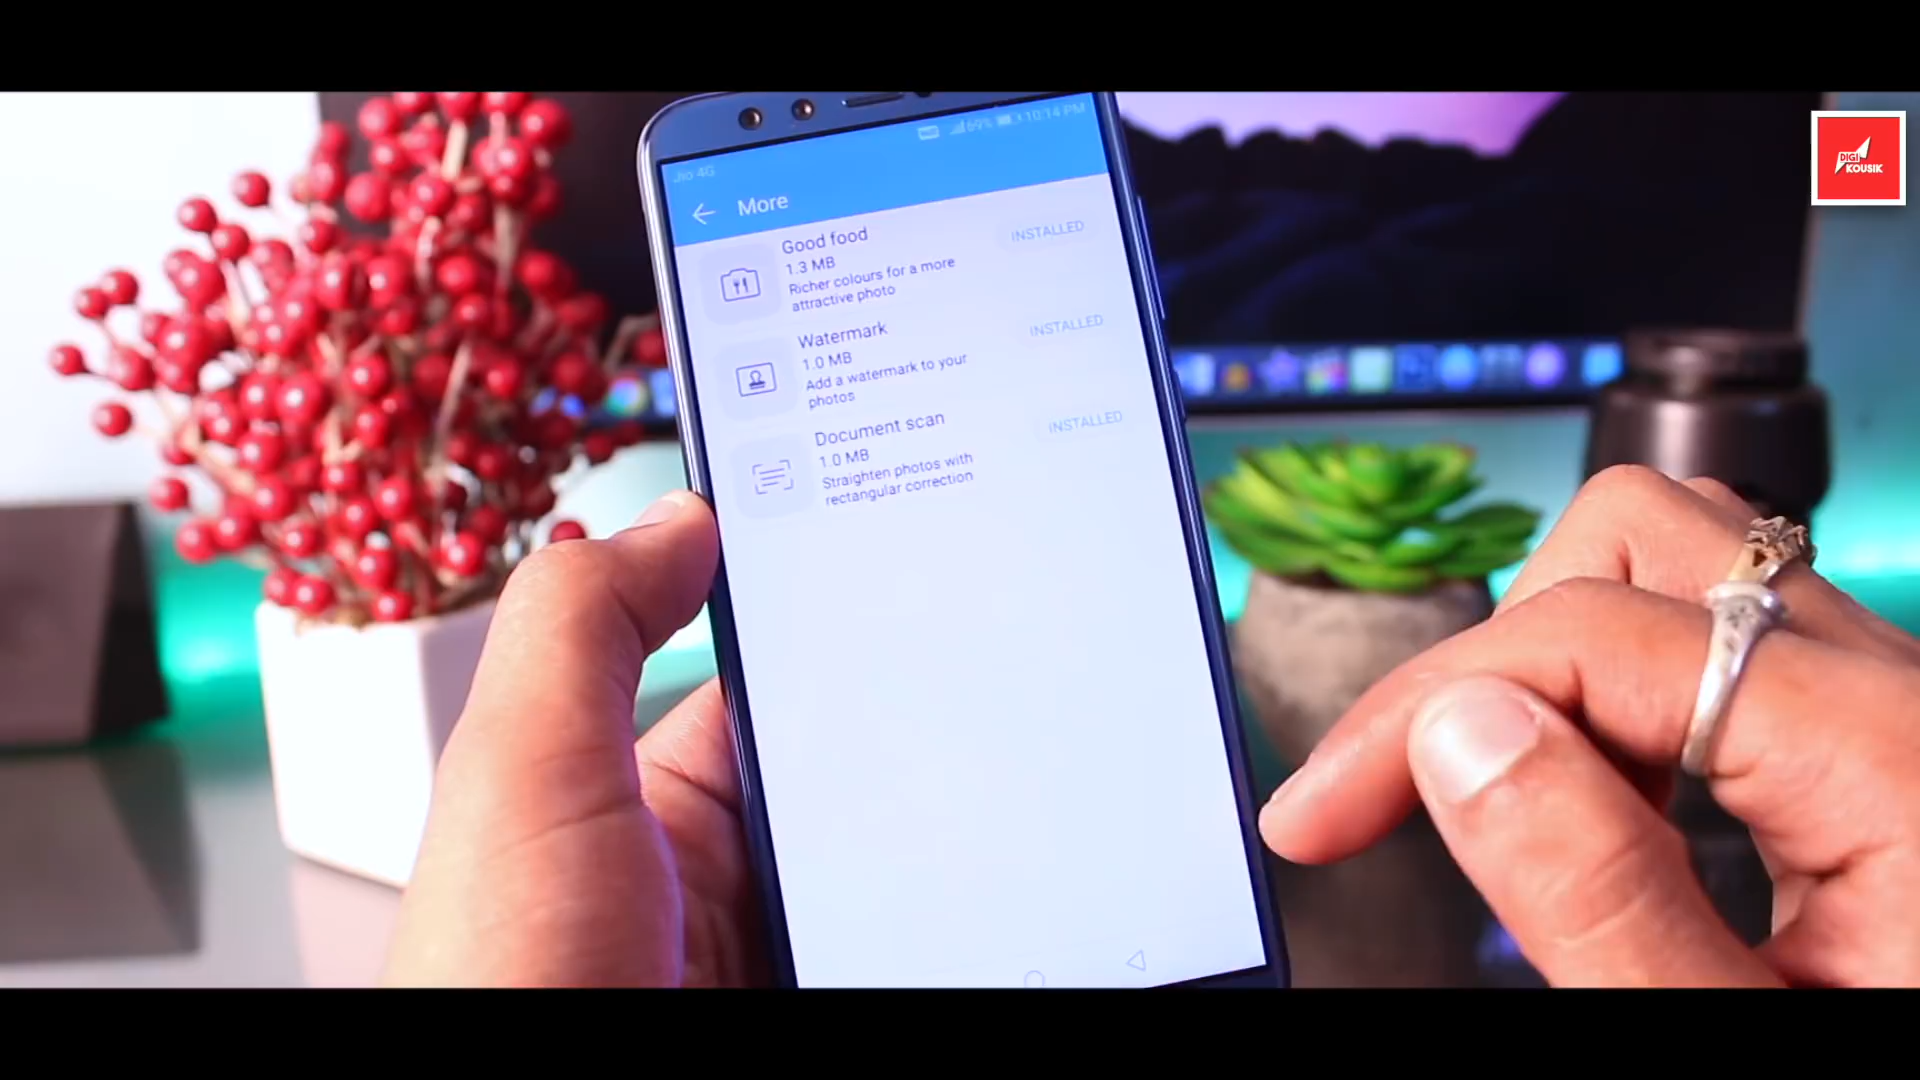 Jio 4G
69% 10:14 PM
More
Good food
1.3 MB
Richer colours for a more
attractive photo
INSTALLED
Watermark
1.0 MB
Add a watermark to your
photos
INSTALLED
Document scan
1.0 MB
Straighten photos with
rectangular correction
INSTALLED
DIGI
KOUSIK